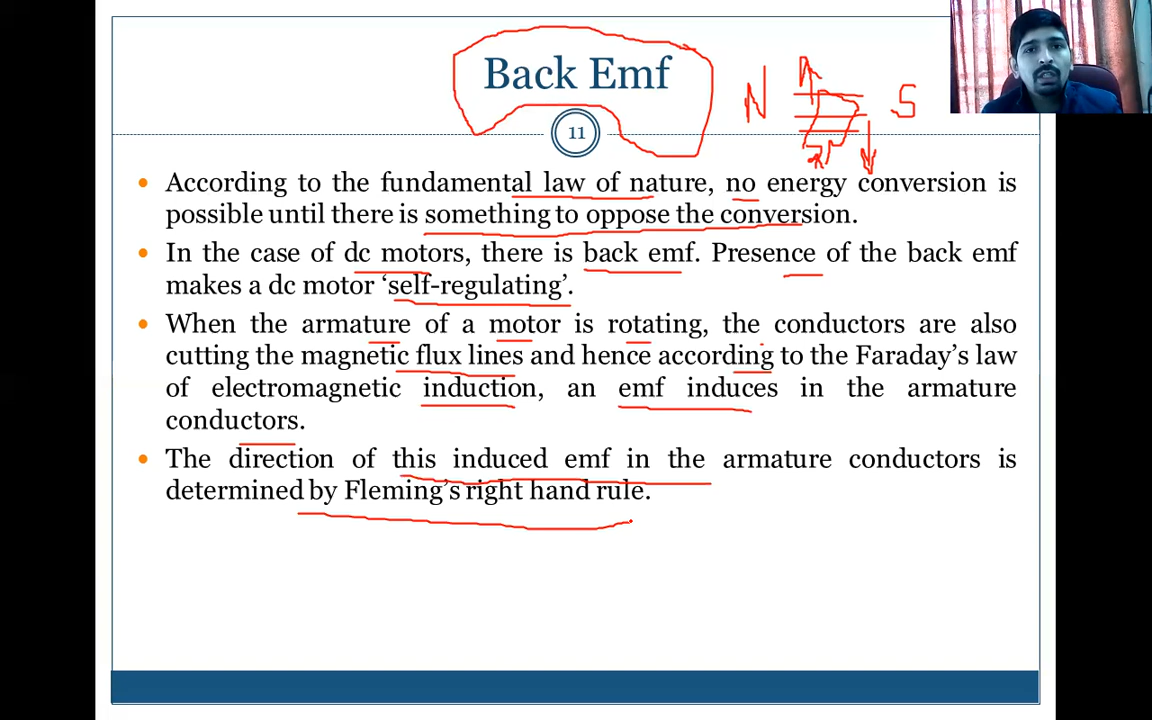 Back Emf
N S
11
According to the fundamental law of nature, no energy conversion is
possible until there is something to oppose the conversion.
In the case of dc motors, there is back emf. Presence of the back emf
makes a dc motor ‘self-regulating’.
When the armature of a motor is rotating, the conductors are also
cutting the magnetic flux lines and hence according to the Faraday’s law
of electromagnetic induction, an emf induces in the armature
conductors.
The direction of this induced emf in the armature conductors is
determined by Fleming’s right hand rule.